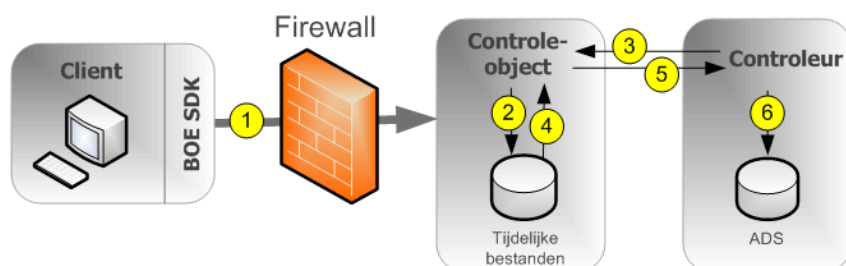 Firewall
Client
BOE SDK
1
Controle-
object
2
4
Tijdelijke
bestanden
3
5
Controleur
6
ADS